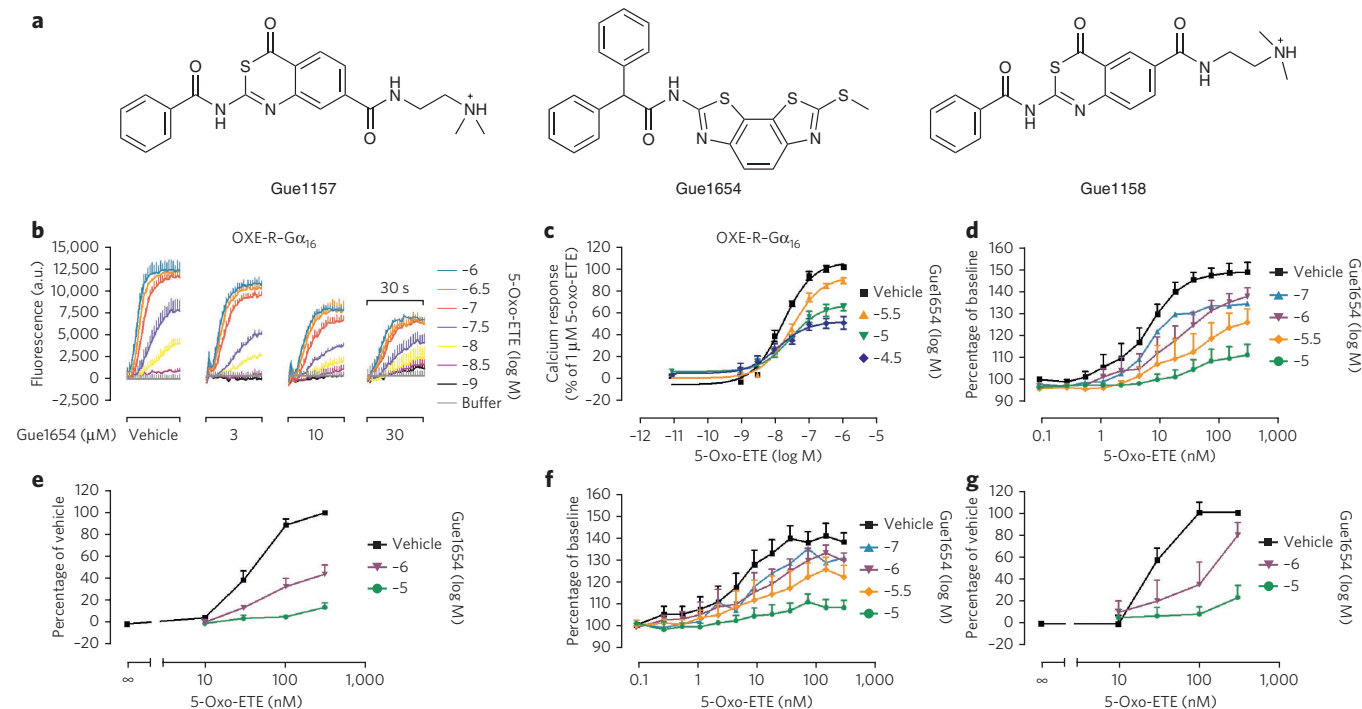 a
O
S
N
O
N
H
O
H
N
NH
+
Gue1157
H
N
O
S
N
S
N
S
Gue1654
O
S
N
O
N
H
O
N
H
NH
+
Gue1158
b
OXE-R–Gα16
Fluorescence (a.u.)
15,000
12,500
10,000
7,500
5,000
2,500
0
−2,500
30 s
−6
−6.5
−7
−7.5
−8
−8.5
−9
Buffer
5-Oxo-ETE (log M)
Gue1654 (μM)
Vehicle
3
10
30
c
OXE-R–Gα16
Calcium response
(% of 1 μM 5-oxo-ETE)
120
100
80
60
40
20
0
−20
−12 −11 −10 −9 −8 −7 −6 −5
5-Oxo-ETE (log M)
Vehicle
−5.5
−5
−4.5
Gue1654 (log M)
d
Percentage of baseline
160
150
140
130
120
110
100
90
0.1 1 10 100 1,000
5-Oxo-ETE (nM)
Vehicle
−7
−6
−5.5
−5
Gue1654 (log M)
e
Percentage of vehicle
120
100
80
60
40
20
0
−20
∞ 10 100 1,000
5-Oxo-ETE (nM)
Vehicle
−6
−5
Gue1654 (log M)
f
Percentage of baseline
160
150
140
130
120
110
100
90
0.1 1 10 100 1,000
5-Oxo-ETE (nM)
Vehicle
−7
−6
−5.5
−5
Gue1654 (log M)
g
Percentage of vehicle
120
100
80
60
40
20
0
−20
∞ 10 100 1,000
5-Oxo-ETE (nM)
Vehicle
−6
−5
Gue1654 (log M)